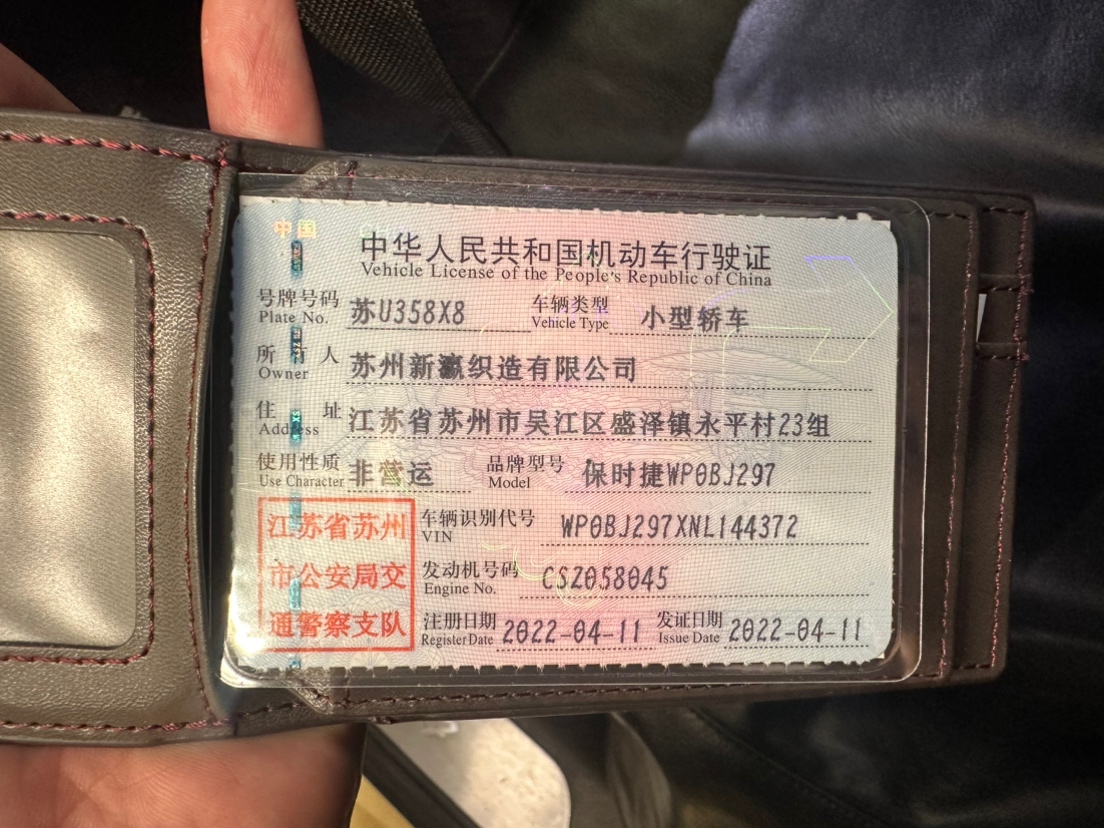 中国
中华人民共和国机动车行驶证
Vehicle License of the People's Republic of China
号牌号码 苏U358X8 车辆类型 小型轿车
Plate No. Vehicle Type
所有人 苏州新瀛织造有限公司
Owner
住址 江苏省苏州市吴江区盛泽镇永平村23组
Address
使用性质 非营运 品牌型号 保时捷WP0BJ297
Use Character Model
江苏省苏州
市公安局交
通警察支队
车辆识别代号 WP0BJ297XNL144372
VIN
发动机号码 CSZ058045
Engine No.
注册日期 2022-04-11 发证日期 2022-04-11
Register Date Issue Date